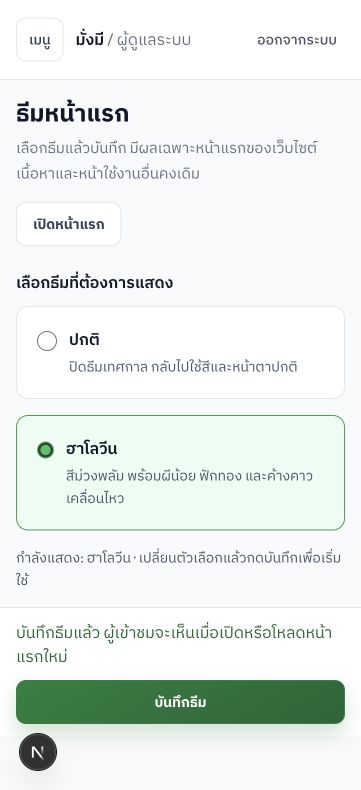 เมนู
มั่งมี / ผู้ดูแลระบบ
ออกจากระบบ
ธีมหน้าแรก
เลือกธีมแล้วบันทึก มีผลเฉพาะหน้าแรกของเว็บไซต์
เนื้อหาและหน้าใช้งานอื่นคงเดิม
เปิดหน้าแรก
เลือกธีมที่ต้องการแสดง
ปกติ
ปิดธีมเทศกาล กลับไปใช้สีและหน้าตาปกติ
ฮาโลวีน
สีม่วงพลัม พร้อมผีน้อย ฟักทอง และค้างคาว
เคลื่อนไหว
กำลังแสดง: ฮาโลวีน · เปลี่ยนตัวเลือกแล้วกดบันทึกเพื่อเริ่ม
ใช้
บันทึกธีมแล้ว ผู้เข้าชมจะเห็นเมื่อเปิดหรือโหลดหน้า
แรกใหม่
บันทึกธีม
N